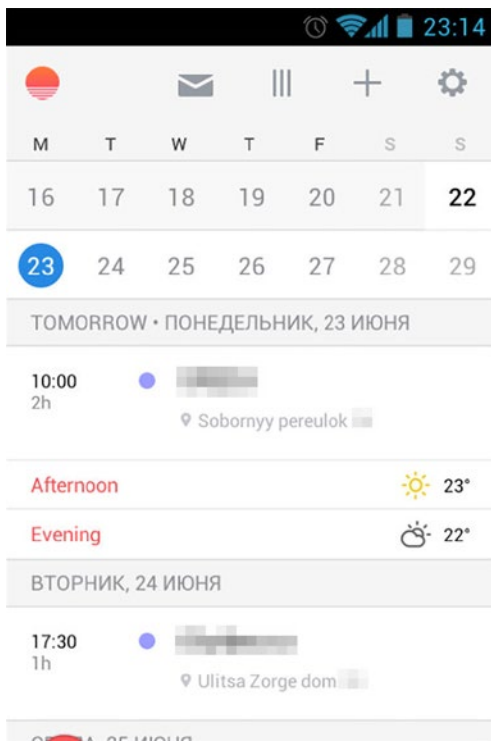 23:14
M T W T F S S
16 17 18 19 20 21 22
23 24 25 26 27 28 29
TOMORROW • ПОНЕДЕЛЬНИК, 23 ИЮНЯ
10:00
2h
Sobornyy pereulok
Afternoon 23°
Evening 22°
ВТОРНИК, 24 ИЮНЯ
17:30
1h
Ulitsa Zorge dom
25 ИЮНЯ